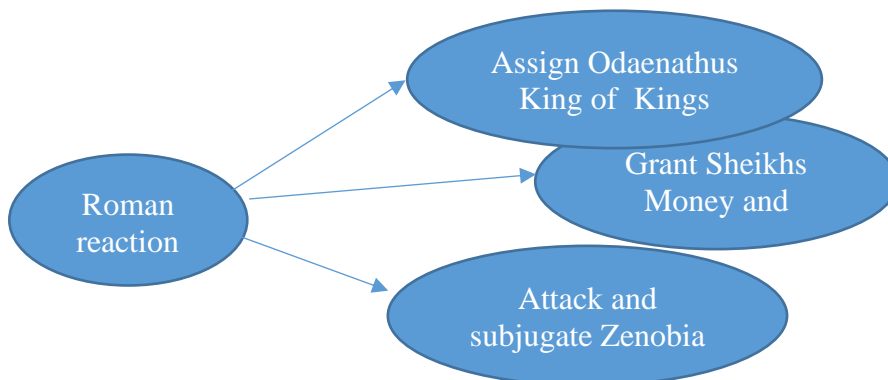 Assign Odaenathus
King of Kings
Grant Sheikhs
Money and
Roman
reaction
Attack and
subjugate Zenobia